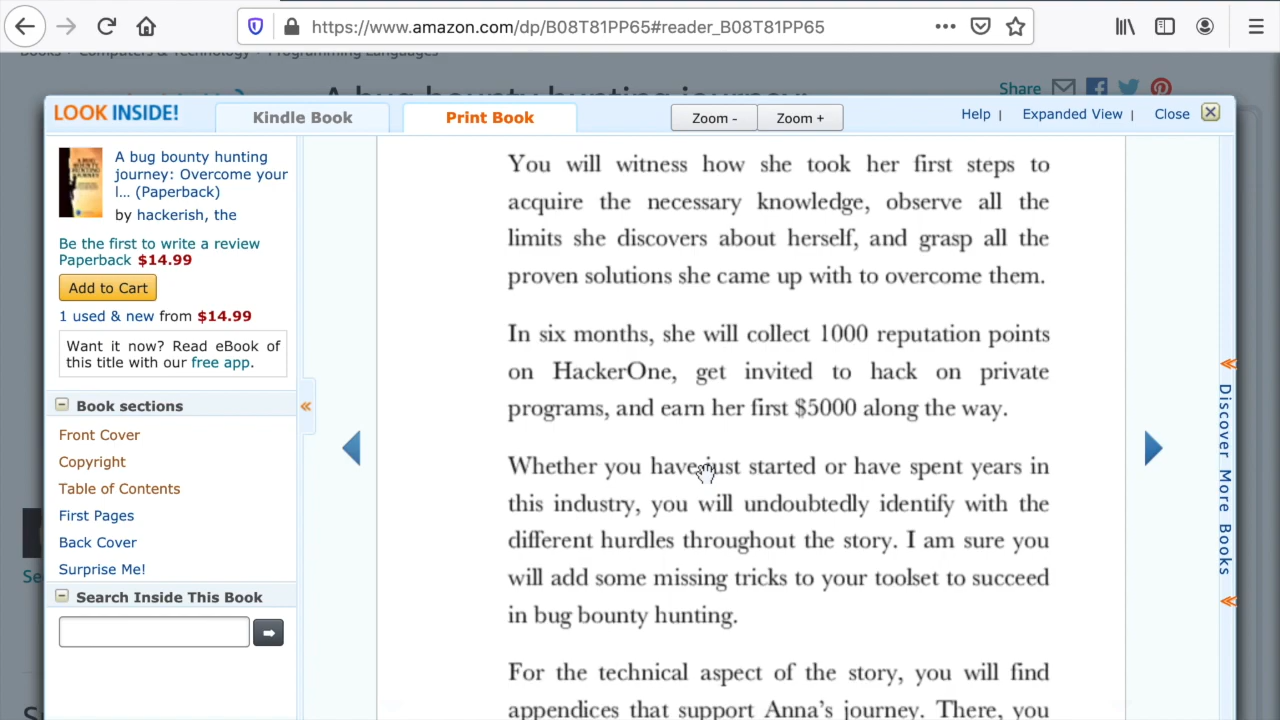 https://www.amazon.com/dp/B08T81PP65#reader_B08T81PP65
Books › Computers & Technology › Programming Languages
A bug bounty hunting journey:
Share
LOOK INSIDE!
Kindle Book
Print Book
Zoom -
Zoom +
Help |
Expanded View |
Close
A bug bounty hunting
journey: Overcome your
l... (Paperback)
by hackerish, the
Be the first to write a review
Paperback $14.99
Add to Cart
1 used & new from $14.99
Want it now? Read eBook of
this title with our free app.
Book sections
Front Cover
Copyright
Table of Contents
First Pages
Back Cover
Surprise Me!
Search Inside This Book
You will witness how she took her first steps to
acquire the necessary knowledge, observe all the
limits she discovers about herself, and grasp all the
proven solutions she came up with to overcome them.
In six months, she will collect 1000 reputation points
on HackerOne, get invited to hack on private
programs, and earn her first $5000 along the way.
Whether you have just started or have spent years in
this industry, you will undoubtedly identify with the
different hurdles throughout the story. I am sure you
will add some missing tricks to your toolset to succeed
in bug bounty hunting.
For the technical aspect of the story, you will find
appendices that support Anna's journey. There, you
Discover More Books